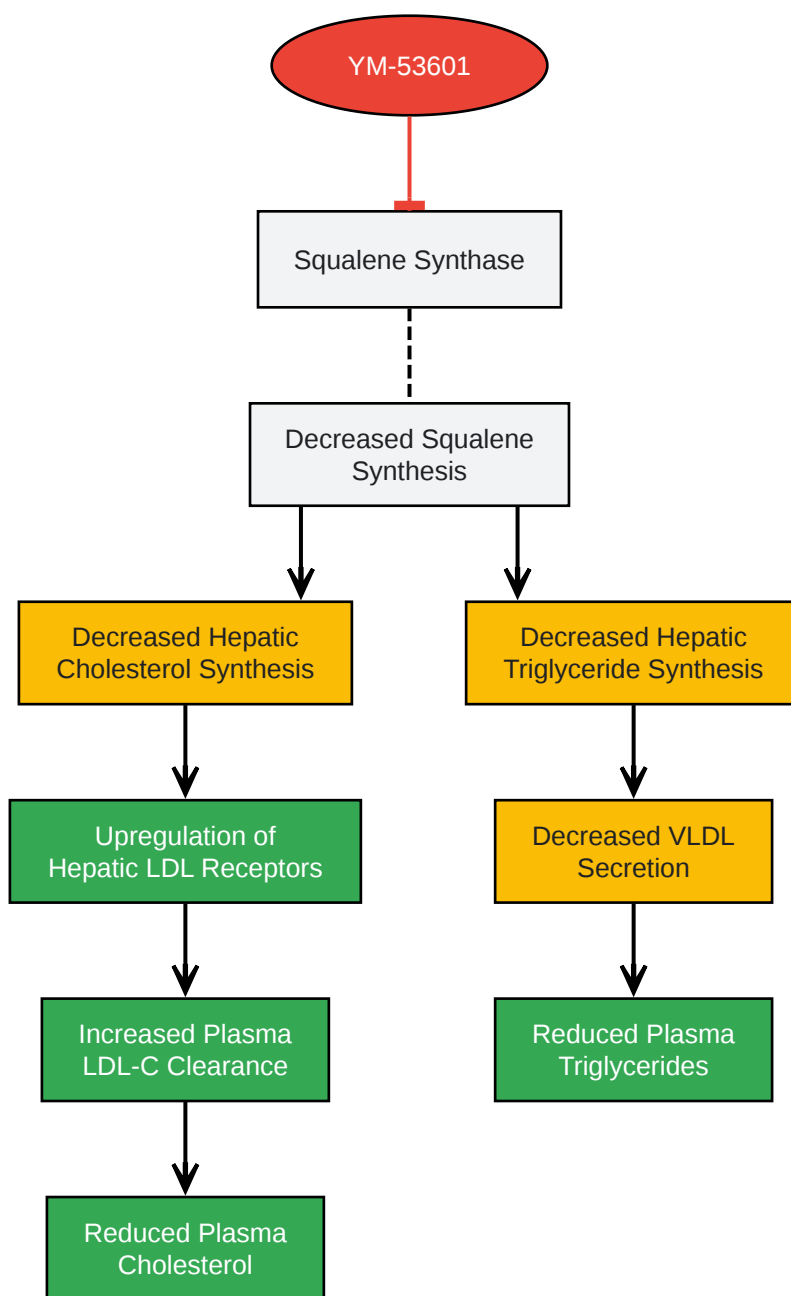 YM-53601
Squalene Synthase
Decreased Squalene
Synthesis
Decreased Hepatic
Cholesterol Synthesis
Decreased Hepatic
Triglyceride Synthesis
Upregulation of
Hepatic LDL Receptors
Decreased VLDL
Secretion
Increased Plasma
LDL-C Clearance
Reduced Plasma
Triglycerides
Reduced Plasma
Cholesterol